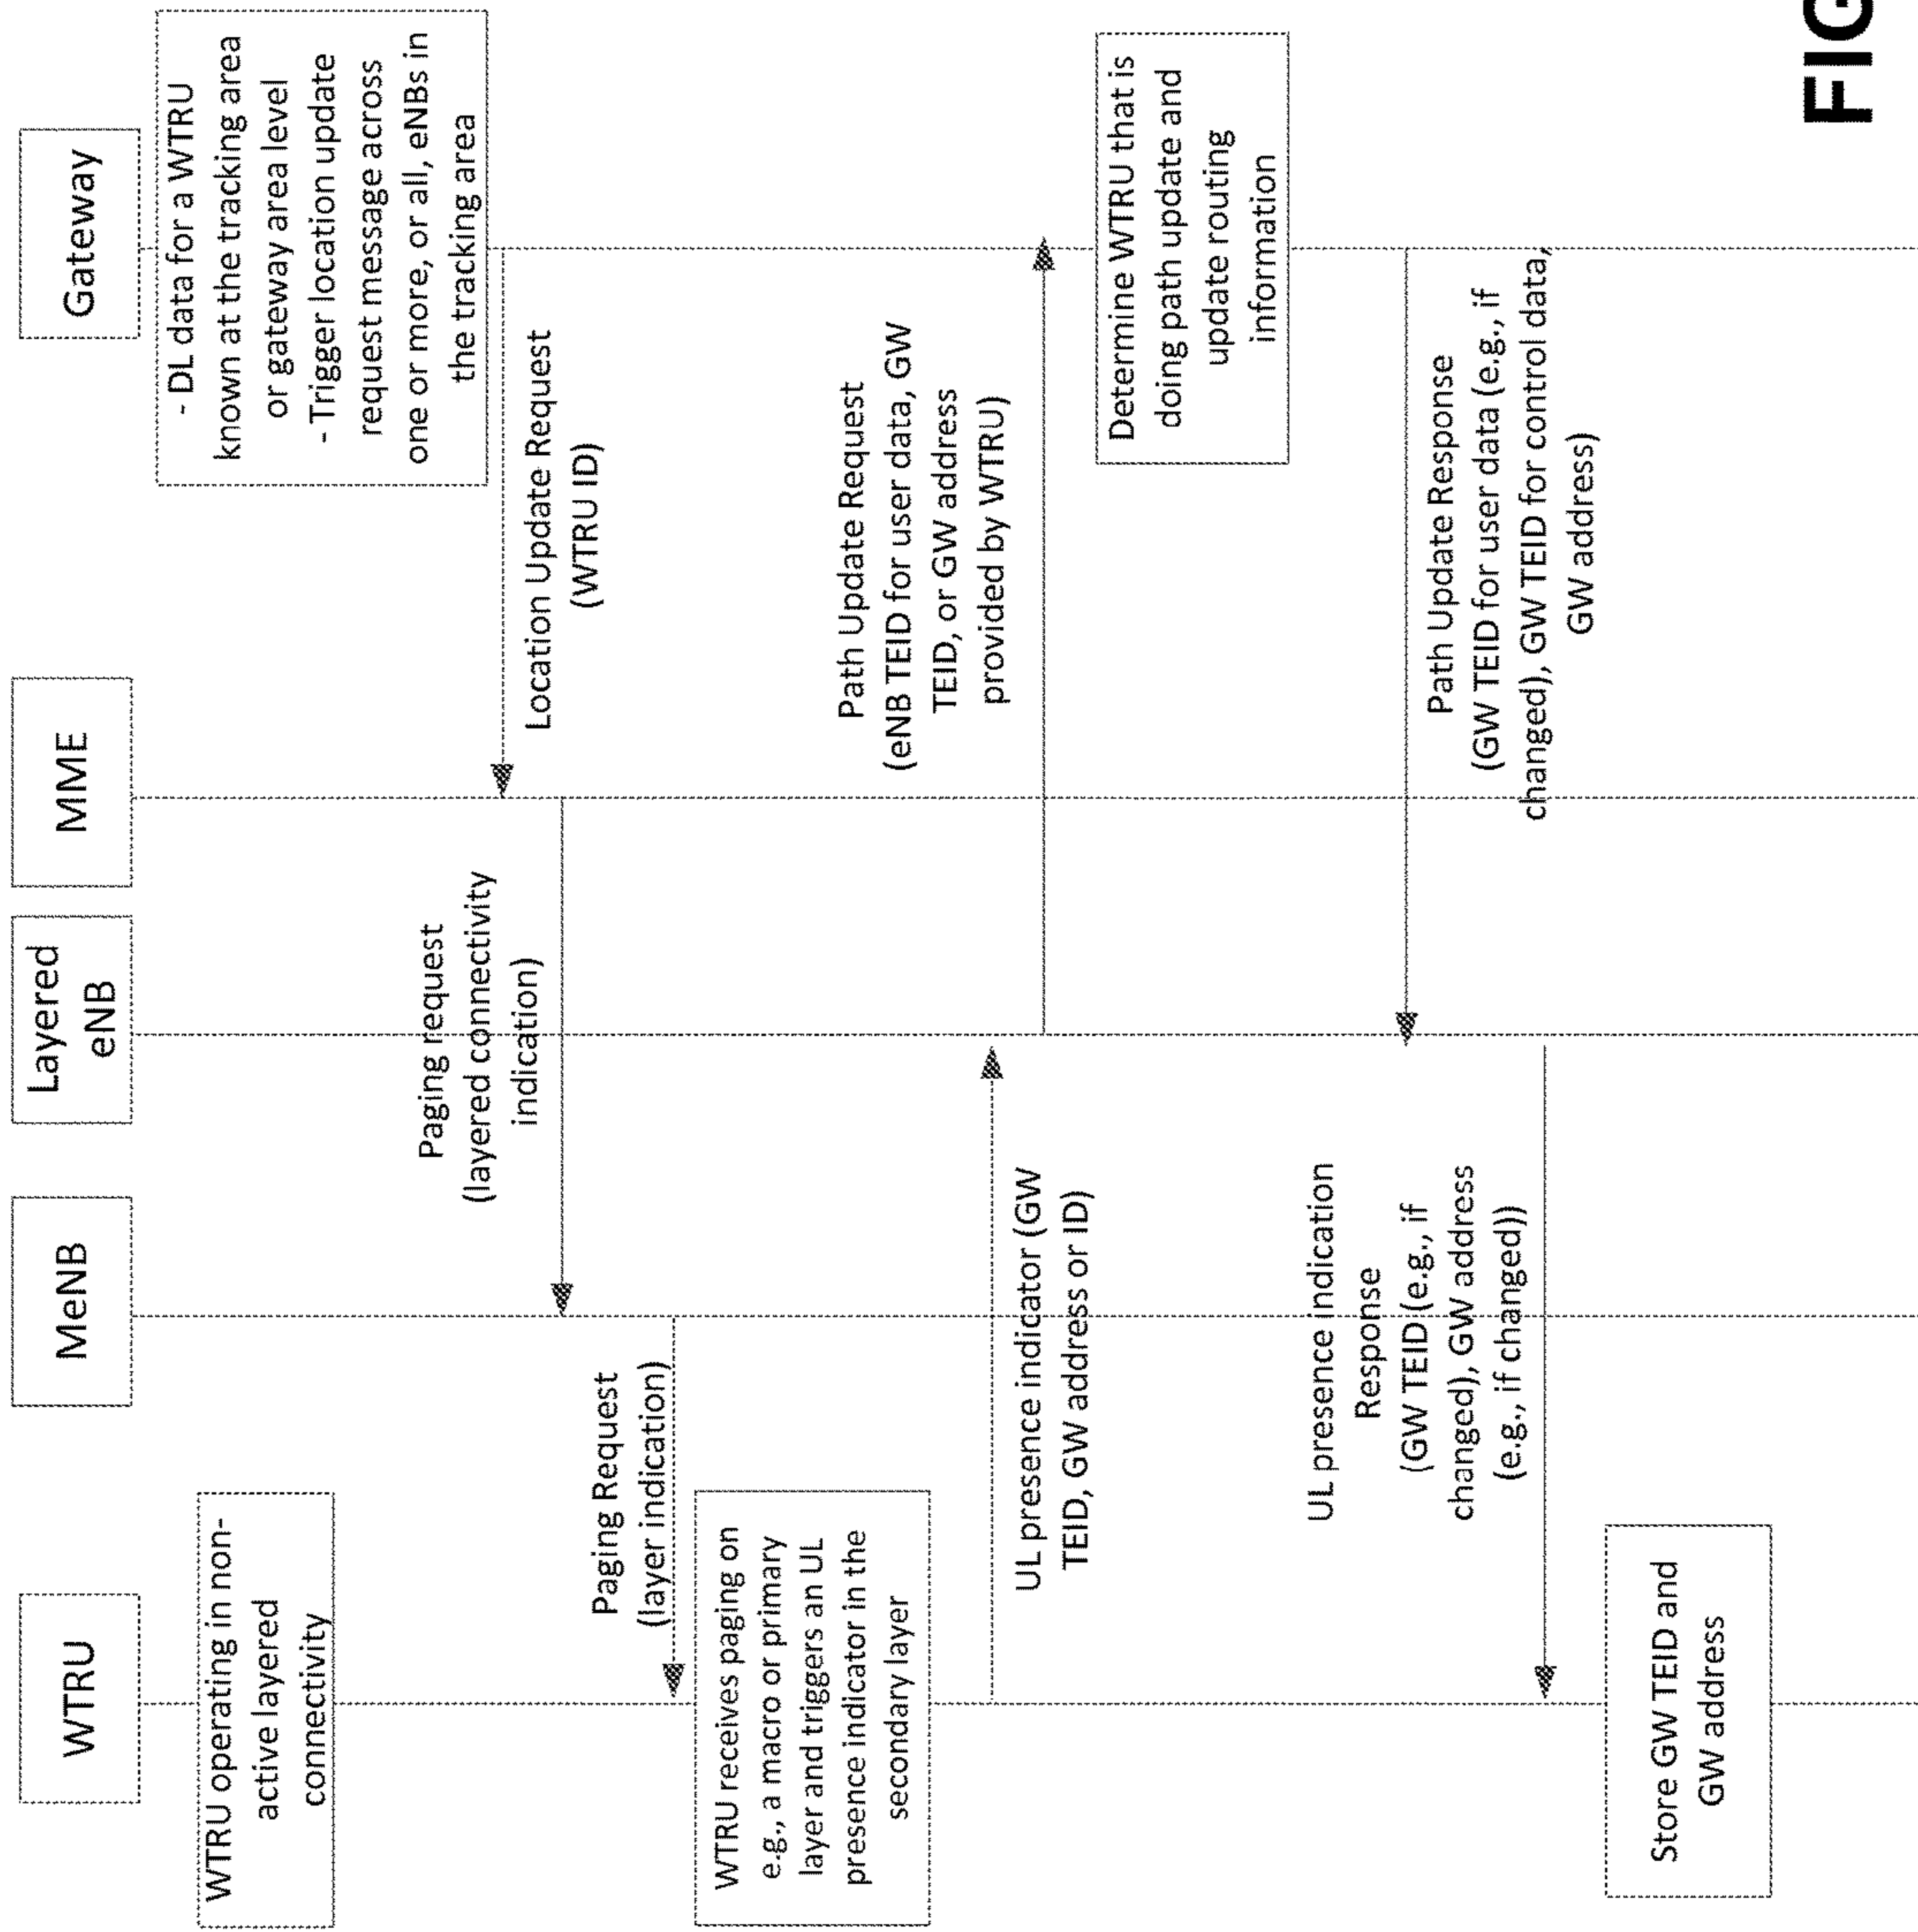 WTRU
MeNB
Layered
eNB
MME
Gateway
WTRU operating in non-
active layered
connectivity
- DL data for a WTRU
known at the tracking area
or gateway area level
- Trigger location update
request message across
one or more, or all, eNBs in
the tracking area
Location Update Request
(WTRU ID)
Paging request
(layered connectivity
indication)
Paging Request
(layer indication)
WTRU receives paging on
e.g., a macro or primary
layer and triggers an UL
presence indicator in the
secondary layer
UL presence indicator (GW
TEID, GW address or ID)
Path Update Request
(eNB TEID for user data, GW
TEID, or GW address
provided by WTRU)
Determine WTRU that is
doing path update and
update routing
information
Path Update Response
(GW TEID for user data (e.g., if
changed), GW TEID for control data,
GW address)
UL presence indication
Response
(GW TEID (e.g., if
changed), GW address
(e.g., if changed))
Store GW TEID and
GW address
FIG